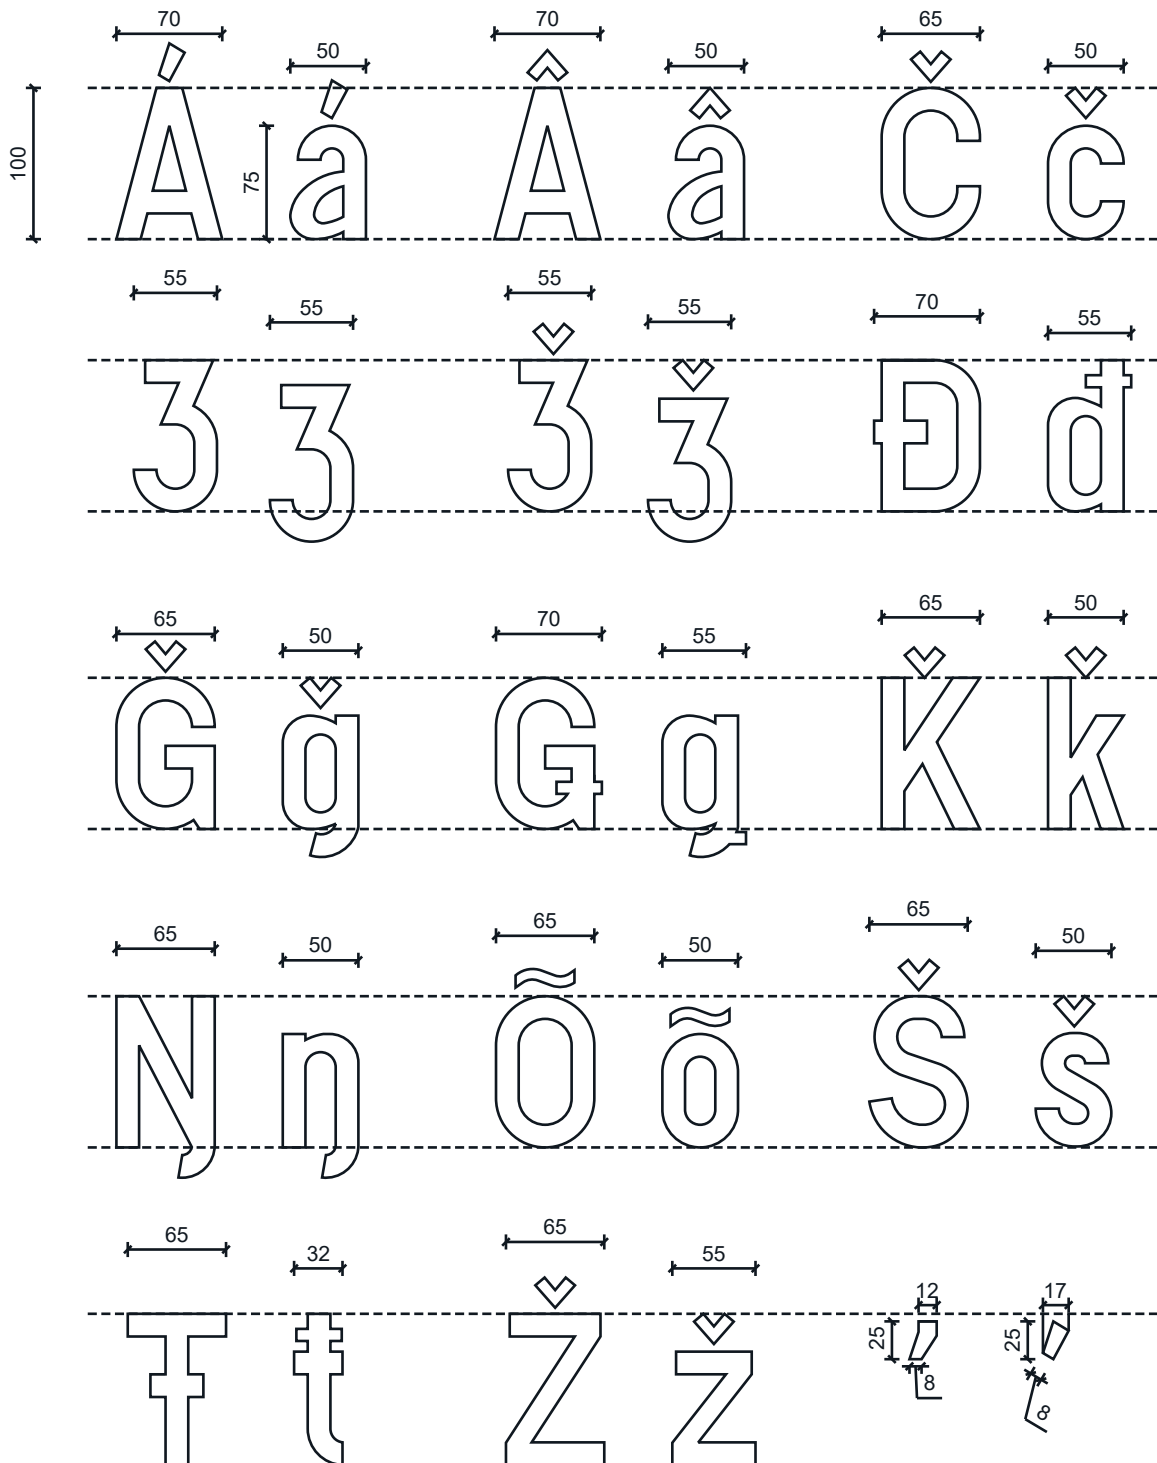 70 50 70 50 65 50
Á á Â â Č č
100 75
55 55 55 55 70 55
Ʒ ʒ Ǯ ǯ Đ đ
65 50 70 55 65 50
Ǧ ǧ Ǥ ǥ Ǩ ǩ
65 50 65 50 65 50
Ŋ ŋ Õ õ Š š
65 32 65 55 12 17
Ŧ ŧ Ž ž ʼ ʹ
25 25
8 8